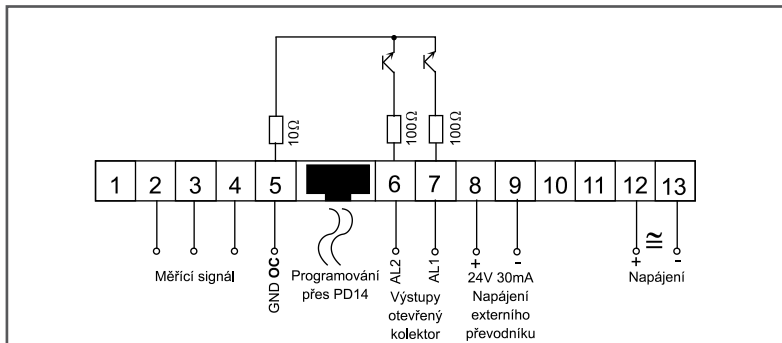 10Ω
100Ω
100Ω
1 2 3 4 5 6 7 8 9 10 11 12 13
Měřící signál
GND OC
Programování
přes PD14
AL2
AL1
Výstupy
otevřený
kolektor
+ -
24V 30mA
Napájení
externího
převodníku
≅
+ -
Napájení